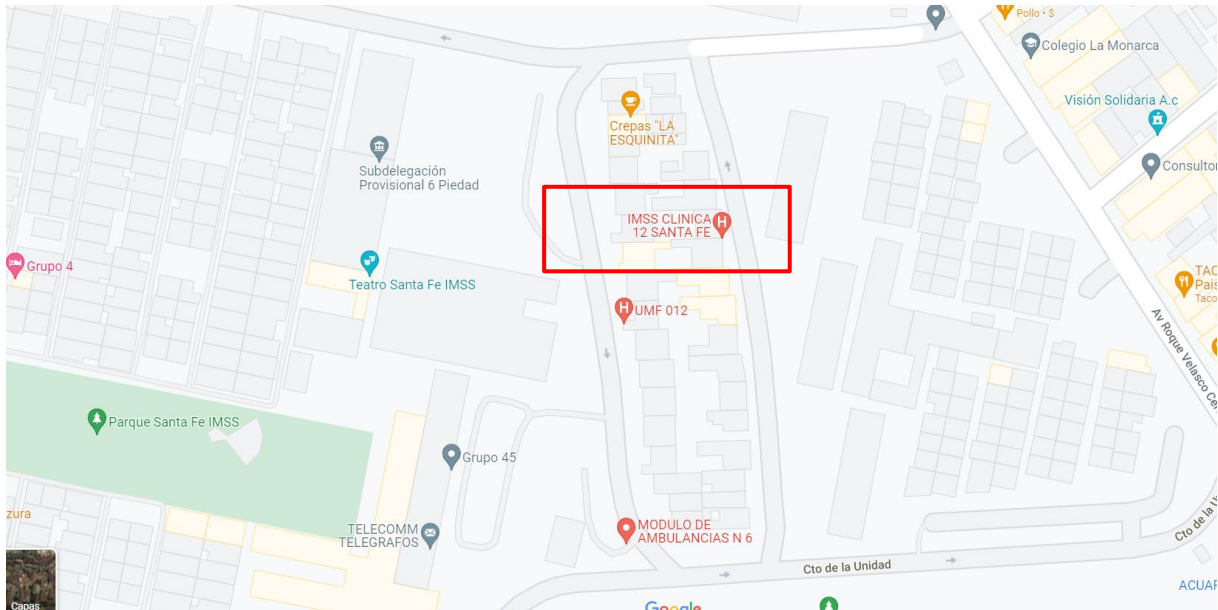 Pollo · $
Colegio La Monarca
Visión Solidaria A.c
Crepas "LA
ESQUINITA"
Subdelegación
Provisional 6 Piedad
Consultor
IMSS CLINICA
12 SANTA FE
Grupo 4
Teatro Santa Fe IMSS
TAC
Pais
Taco
UMF 012
Av Roque Velasco Cer
Parque Santa Fe IMSS
Grupo 45
zura
TELECOMM
TELEGRAFOS
MODULO DE
AMBULANCIAS N 6
Cto de la U
Cto de la Unidad
ACUAR
Capas
Google